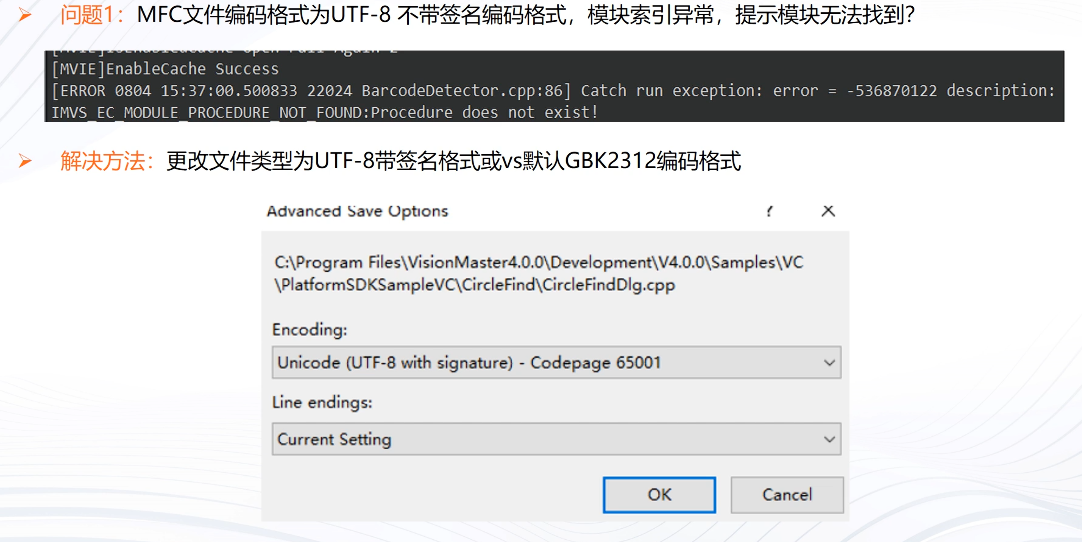 问题1：MFC文件编码格式为UTF-8 不带签名编码格式，模块索引异常，提示模块无法找到？
[MVIE]EnableCache Success
[ERROR 0804 15:37:00.500833 22024 BarcodeDetector.cpp:86] Catch run exception: error = -536870122 description:
IMVS_EC_MODULE_PROCEDURE_NOT_FOUND:Procedure does not exist!
解决方法：更改文件类型为UTF-8带签名格式或vs默认GBK2312编码格式
Advanced Save Options
C:\Program Files\VisionMaster4.0.0\Development\V4.0.0\Samples\VC
\PlatformSDKSampleVC\CircleFind\CircleFindDlg.cpp
Encoding:
Unicode (UTF-8 with signature) - Codepage 65001
Line endings:
Current Setting
OK
Cancel